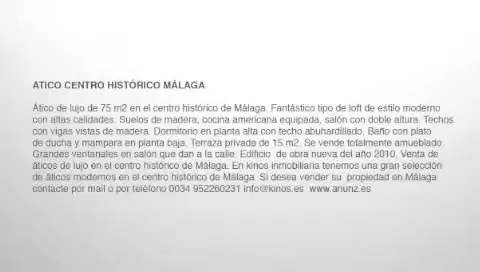 ATICO CENTRO HISTÓRICO MÁLAGA
Ático de lujo de 75 m2 en el centro histórico de Málaga. Fantástico tipo de loft de estilo moderno
con altas calidades. Suelos de madera, cocina americana equipada, salón con doble altura. Techos
con vigas vistas de madera. Dormitorio en planta alta con techo abuhardillado. Baño con plato
de ducha y mampara en planta baja. Terraza privada de 15 m2. Se vende totalmente amueblado.
Grandes ventanales en salón que dan a la calle. Edificio de obra nueva del año 2010. Venta de
áticos de lujo en el centro histórico de Málaga. En kinos inmobiliaria tenemos una gran selección
de áticos modernos en el centro histórico de Málaga. Si desea vender su propiedad en Málaga
contacte por mail o por teléfono 0034 952260231 info@kinos.es www.anunz.es